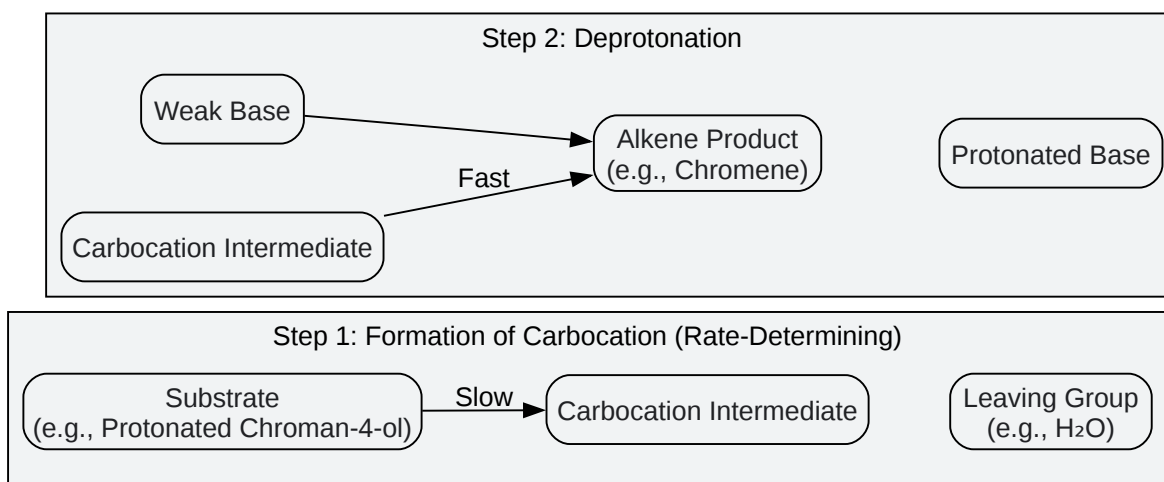 Step 2: Deprotonation
Weak Base
Alkene Product
(e.g., Chromene)
Protonated Base
Fast
Carbocation Intermediate
Step 1: Formation of Carbocation (Rate-Determining)
Substrate
(e.g., Protonated Chroman-4-ol)
Slow
Carbocation Intermediate
Leaving Group
(e.g., H₂O)